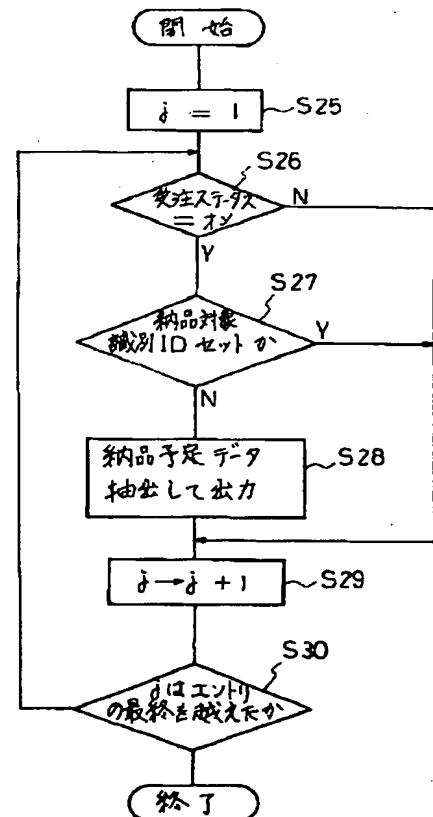 開始
j = 1
S25
S26
受注ステータス
= オン
N
Y
S27
納品対象
識別IDセットか
Y
N
納品予定データ
抽出して出力
S28
j→j+1
S29
S30
jはエントリ
の最終を越えたか
終了